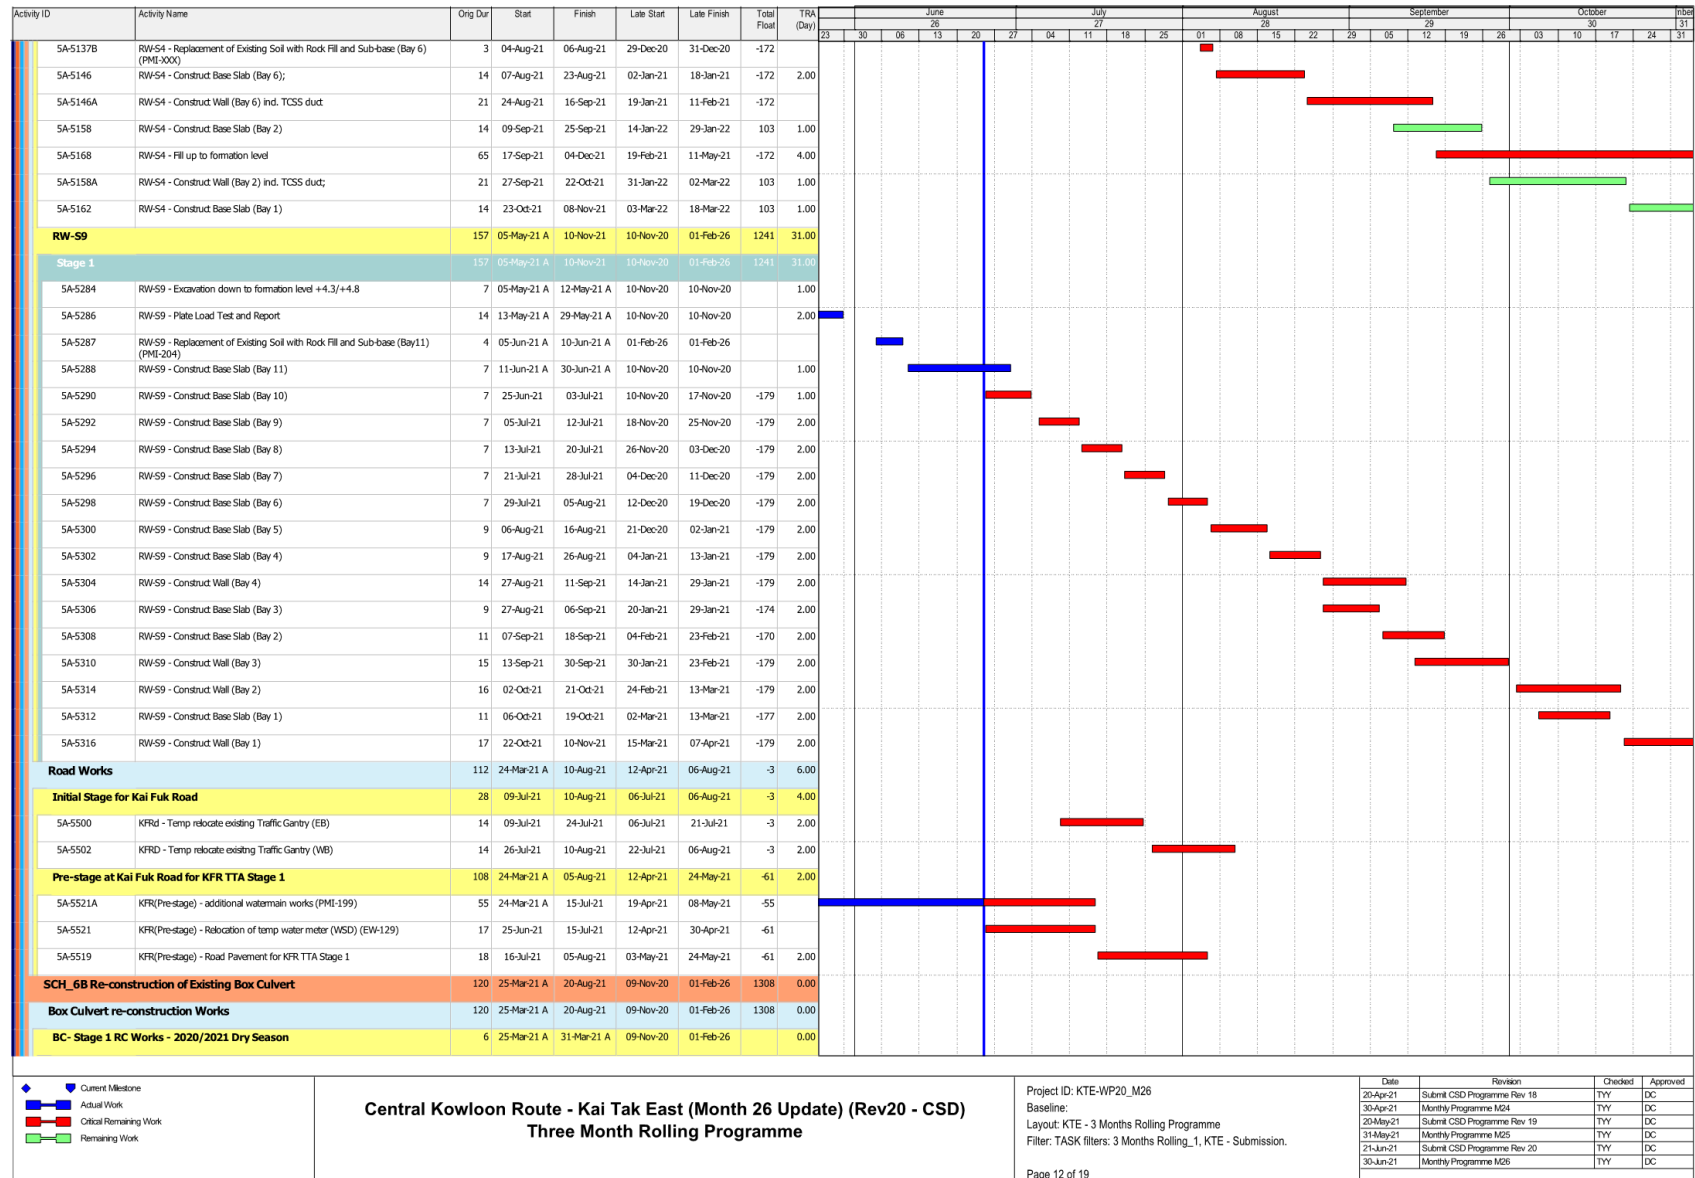 Activity ID Activity Name Orig Dur Start Finish Late Start Late Finish Total Float TRA (Day) June July August September October mber
26 27 28 29 30 31
23 30 06 13 20 27 04 11 18 25 01 08 15 22 29 05 12 19 26 03 10 17 24 31
5A-5137B RW-S4 - Replacement of Existing Soil with Rock Fill and Sub-base (Bay 6) (PMI-XXX) 3 04-Aug-21 06-Aug-21 29-Dec-20 31-Dec-20 -172
5A-5146 RW-S4 - Construct Base Slab (Bay 6); 14 07-Aug-21 23-Aug-21 02-Jan-21 18-Jan-21 -172 2.00
5A-5146A RW-S4 - Construct Wall (Bay 6) incl. TCSS duct 21 24-Aug-21 16-Sep-21 19-Jan-21 11-Feb-21 -172
5A-5158 RW-S4 - Construct Base Slab (Bay 2) 14 09-Sep-21 25-Sep-21 14-Jan-22 29-Jan-22 103 1.00
5A-5168 RW-S4 - Fill up to formation level 65 17-Sep-21 04-Dec-21 19-Feb-21 11-May-21 -172 4.00
5A-5158A RW-S4 - Construct Wall (Bay 2) incl. TCSS duct; 21 27-Sep-21 22-Oct-21 31-Jan-22 02-Mar-22 103 1.00
5A-5162 RW-S4 - Construct Base Slab (Bay 1) 14 23-Oct-21 08-Nov-21 03-Mar-22 18-Mar-22 103 1.00
RW-S9 157 05-May-21 A 10-Nov-21 10-Nov-20 01-Feb-26 1241 31.00
Stage 1 157 05-May-21 A 10-Nov-21 10-Nov-20 01-Feb-26 1241 31.00
5A-5284 RW-S9 - Excavation down to formation level +4.3/+4.8 7 05-May-21 A 12-May-21 A 10-Nov-20 10-Nov-20 1.00
5A-5286 RW-S9 - Plate Load Test and Report 14 13-May-21 A 29-May-21 A 10-Nov-20 10-Nov-20 2.00
5A-5287 RW-S9 - Replacement of Existing Soil with Rock Fill and Sub-base (Bay11) (PMI-204) 4 05-Jun-21 A 10-Jun-21 A 01-Feb-26 01-Feb-26
5A-5288 RW-S9 - Construct Base Slab (Bay 11) 7 11-Jun-21 A 30-Jun-21 A 10-Nov-20 10-Nov-20 1.00
5A-5290 RW-S9 - Construct Base Slab (Bay 10) 7 25-Jun-21 03-Jul-21 10-Nov-20 17-Nov-20 -179 1.00
5A-5292 RW-S9 - Construct Base Slab (Bay 9) 7 05-Jul-21 12-Jul-21 18-Nov-20 25-Nov-20 -179 2.00
5A-5294 RW-S9 - Construct Base Slab (Bay 8) 7 13-Jul-21 20-Jul-21 26-Nov-20 03-Dec-20 -179 2.00
5A-5296 RW-S9 - Construct Base Slab (Bay 7) 7 21-Jul-21 28-Jul-21 04-Dec-20 11-Dec-20 -179 2.00
5A-5298 RW-S9 - Construct Base Slab (Bay 6) 7 29-Jul-21 05-Aug-21 12-Dec-20 19-Dec-20 -179 2.00
5A-5300 RW-S9 - Construct Base Slab (Bay 5) 9 06-Aug-21 16-Aug-21 21-Dec-20 02-Jan-21 -179 2.00
5A-5302 RW-S9 - Construct Base Slab (Bay 4) 9 17-Aug-21 26-Aug-21 04-Jan-21 13-Jan-21 -179 2.00
5A-5304 RW-S9 - Construct Wall (Bay 4) 14 27-Aug-21 11-Sep-21 14-Jan-21 29-Jan-21 -179 2.00
5A-5306 RW-S9 - Construct Base Slab (Bay 3) 9 27-Aug-21 06-Sep-21 20-Jan-21 29-Jan-21 -174 2.00
5A-5308 RW-S9 - Construct Base Slab (Bay 2) 11 07-Sep-21 18-Sep-21 04-Feb-21 23-Feb-21 -170 2.00
5A-5310 RW-S9 - Construct Wall (Bay 3) 15 13-Sep-21 30-Sep-21 30-Jan-21 23-Feb-21 -179 2.00
5A-5314 RW-S9 - Construct Wall (Bay 2) 16 02-Oct-21 21-Oct-21 24-Feb-21 13-Mar-21 -179 2.00
5A-5312 RW-S9 - Construct Base Slab (Bay 1) 11 06-Oct-21 19-Oct-21 02-Mar-21 13-Mar-21 -177 2.00
5A-5316 RW-S9 - Construct Wall (Bay 1) 17 22-Oct-21 10-Nov-21 15-Mar-21 07-Apr-21 -179 2.00
Road Works 112 24-Mar-21 A 10-Aug-21 12-Apr-21 06-Aug-21 -3 6.00
Initial Stage for Kai Fuk Road 28 09-Jul-21 10-Aug-21 06-Jul-21 06-Aug-21 -3 4.00
5A-5500 KFRd - Temp relocate existing Traffic Gantry (EB) 14 09-Jul-21 24-Jul-21 06-Jul-21 21-Jul-21 -3 2.00
5A-5502 KFRD - Temp relocate exisitng Traffic Gantry (WB) 14 26-Jul-21 10-Aug-21 22-Jul-21 06-Aug-21 -3 2.00
Pre-stage at Kai Fuk Road for KFR TTA Stage 1 108 24-Mar-21 A 05-Aug-21 12-Apr-21 24-May-21 -61 2.00
5A-5521A KFR(Pre-stage) - additional watermain works (PMI-199) 55 24-Mar-21 A 15-Jul-21 19-Apr-21 08-May-21 -55
5A-5521 KFR(Pre-stage) - Relocation of temp water meter (WSD) (EW-129) 17 25-Jun-21 15-Jul-21 12-Apr-21 30-Apr-21 -61
5A-5519 KFR(Pre-stage) - Road Pavement for KFR TTA Stage 1 18 16-Jul-21 05-Aug-21 03-May-21 24-May-21 -61 2.00
SCH_6B Re-construction of Existing Box Culvert 120 25-Mar-21 A 20-Aug-21 09-Nov-20 01-Feb-26 1308 0.00
Box Culvert re-construction Works 120 25-Mar-21 A 20-Aug-21 09-Nov-20 01-Feb-26 1308 0.00
BC- Stage 1 RC Works - 2020/2021 Dry Season 6 25-Mar-21 A 31-Mar-21 A 09-Nov-20 01-Feb-26 0.00
Current Milestone
Actual Work
Critical Remaining Work
Remaining Work
Central Kowloon Route - Kai Tak East (Month 26 Update) (Rev20 - CSD)
Three Month Rolling Programme
Project ID: KTE-WP20_M26
Baseline:
Layout: KTE - 3 Months Rolling Programme
Filter: TASK filters: 3 Months Rolling_1, KTE - Submission.
Page 12 of 19
Date Revision Checked Approved
20-Apr-21 Submit CSD Programme Rev 18 TYY DC
30-Apr-21 Monthly Programme M24 TYY DC
20-May-21 Submit CSD Programme Rev 19 TYY DC
31-May-21 Monthly Programme M25 TYY DC
21-Jun-21 Submit CSD Programme Rev 20 TYY DC
30-Jun-21 Monthly Programme M26 TYY DC